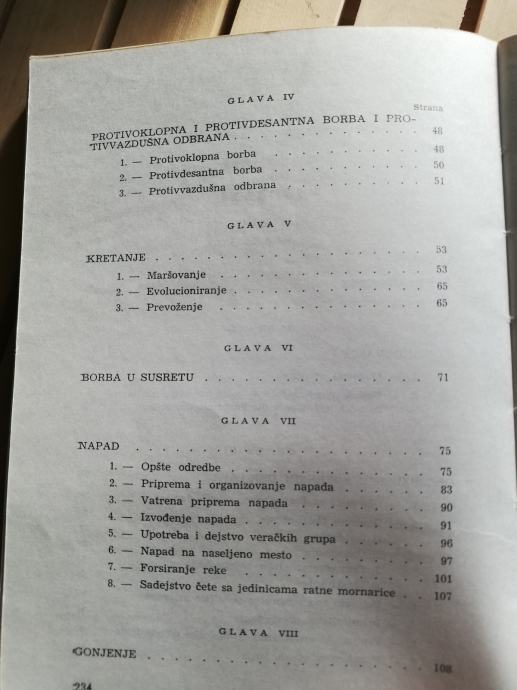 GLAVA IV
Strana
PROTIVOKLOPNA I PROTIVDESANTNA BORBA I PRO-
TIVVAZDUŠNA ODBRANA . . . . . . . . . . . . 48
1. — Protivoklopna borba . . . . . . . . . . 48
2. — Protivdesantna borba . . . . . . . . . . 50
3. — Protivvazdušna odbrana . . . . . . . . . 51
GLAVA V
KRETANJE . . . . . . . . . . . . . . . . . 53
1. — Maršovanje . . . . . . . . . . . . . 53
2. — Evolucioniranje . . . . . . . . . . . . 65
3. — Prevoženje . . . . . . . . . . . . . 65
GLAVA VI
BORBA U SUSRETU . . . . . . . . . . . . . . 71
GLAVA VII
NAPAD . . . . . . . . . . . . . . . . . . 75
1. — Opšte odredbe . . . . . . . . . . . . 75
2. — Priprema i organizovanje napada . . . . . . 83
3. — Vatrena priprema napada . . . . . . . . 90
4. — Izvođenje napada . . . . . . . . . . . 91
5. — Upotreba i dejstvo veračkih grupa . . . . . 96
6. — Napad na naseljeno mesto . . . . . . . . 97
7. — Forsiranje reke . . . . . . . . . . . 101
8. — Sadejstvo čete sa jedinicama ratne mornarice . . 107
GLAVA VIII
GONJENJE . . . . . . . . . . . . . . . . . 108
234